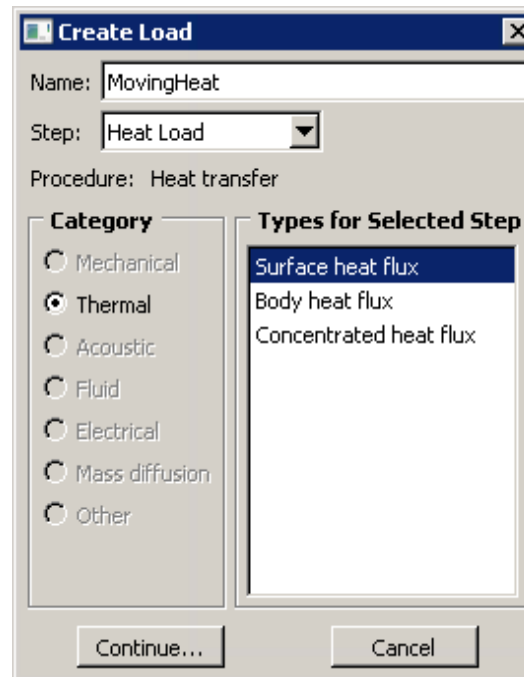 Create Load
Name: MovingHeat
Step: Heat Load
Procedure: Heat transfer
Category
Mechanical
Thermal
Acoustic
Fluid
Electrical
Mass diffusion
Other
Types for Selected Step
Surface heat flux
Body heat flux
Concentrated heat flux
Continue...
Cancel